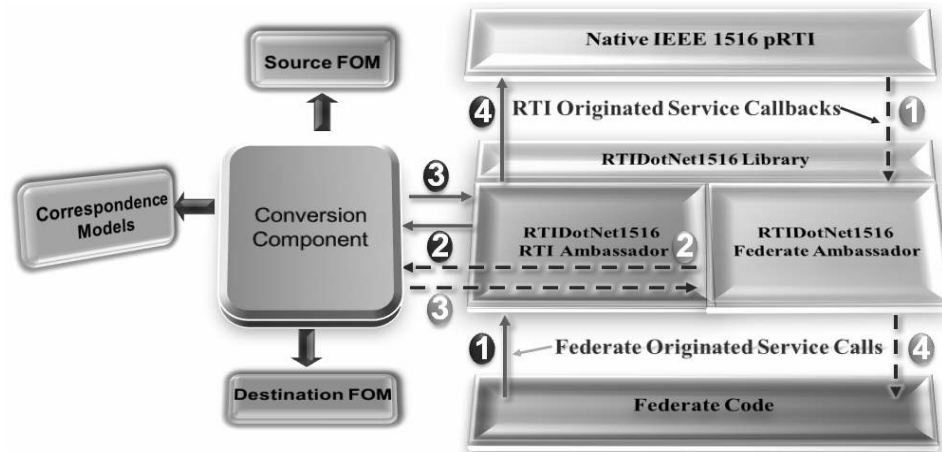 Source FOM
Native IEEE 1516 pRTI
4
RTI Originated Service Callbacks
1
RTIDotNet1516 Library
Correspondence
Models
Conversion
Component
3
2
RTIDotNet1516
RTI Ambassador
2
RTIDotNet1516
Federate Ambassador
3
1
Federate Originated Service Calls
4
Destination FOM
Federate Code